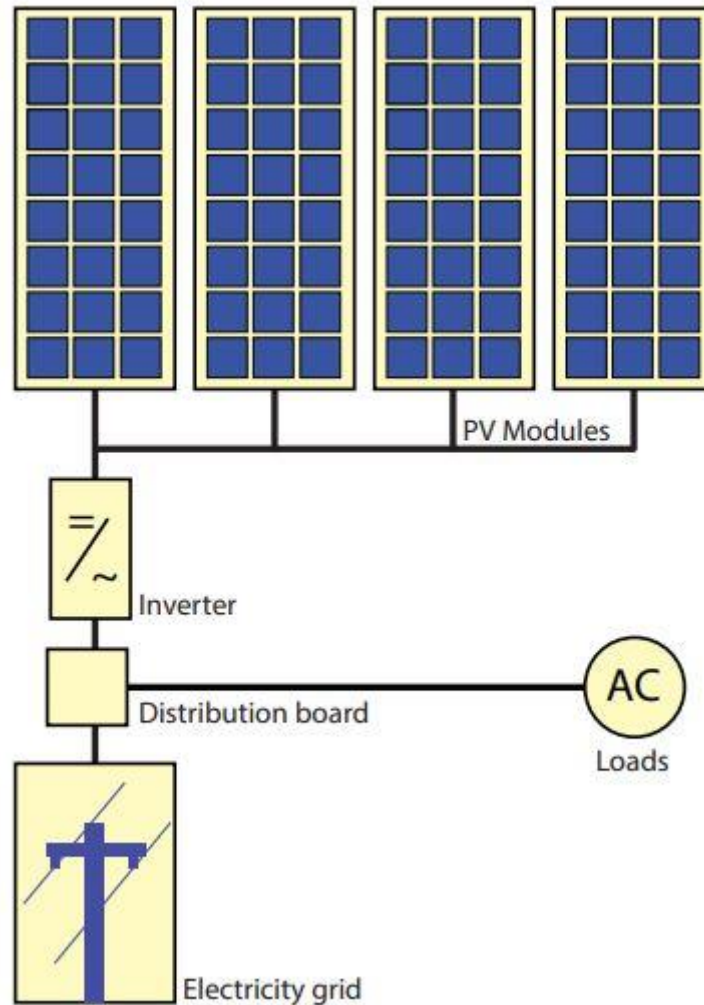 PV Modules
=
~
Inverter
Distribution board
AC
Loads
Electricity grid